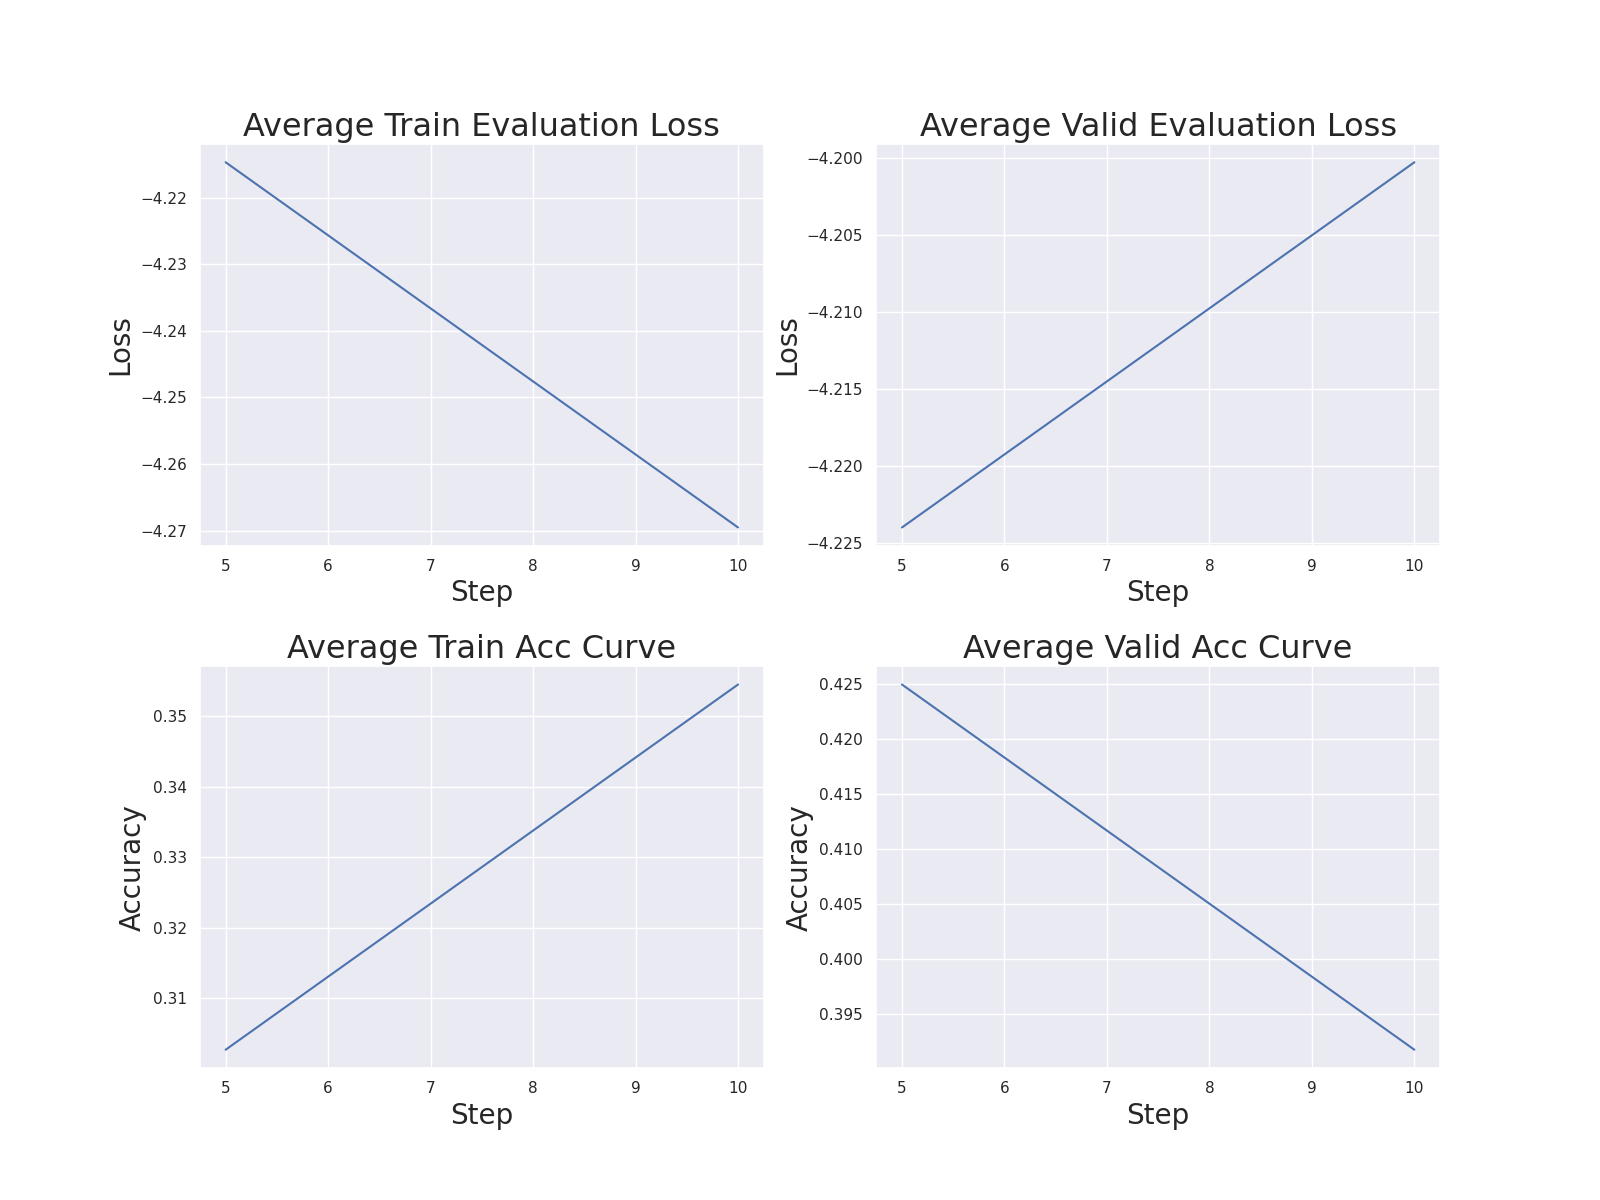 Average Train Evaluation Loss
Loss
−4.22
−4.23
−4.24
−4.25
−4.26
−4.27
5 6 7 8 9 10
Step
Average Valid Evaluation Loss
Loss
−4.200
−4.205
−4.210
−4.215
−4.220
−4.225
5 6 7 8 9 10
Step
Average Train Acc Curve
Accuracy
0.35
0.34
0.33
0.32
0.31
5 6 7 8 9 10
Step
Average Valid Acc Curve
Accuracy
0.425
0.420
0.415
0.410
0.405
0.400
0.395
5 6 7 8 9 10
Step